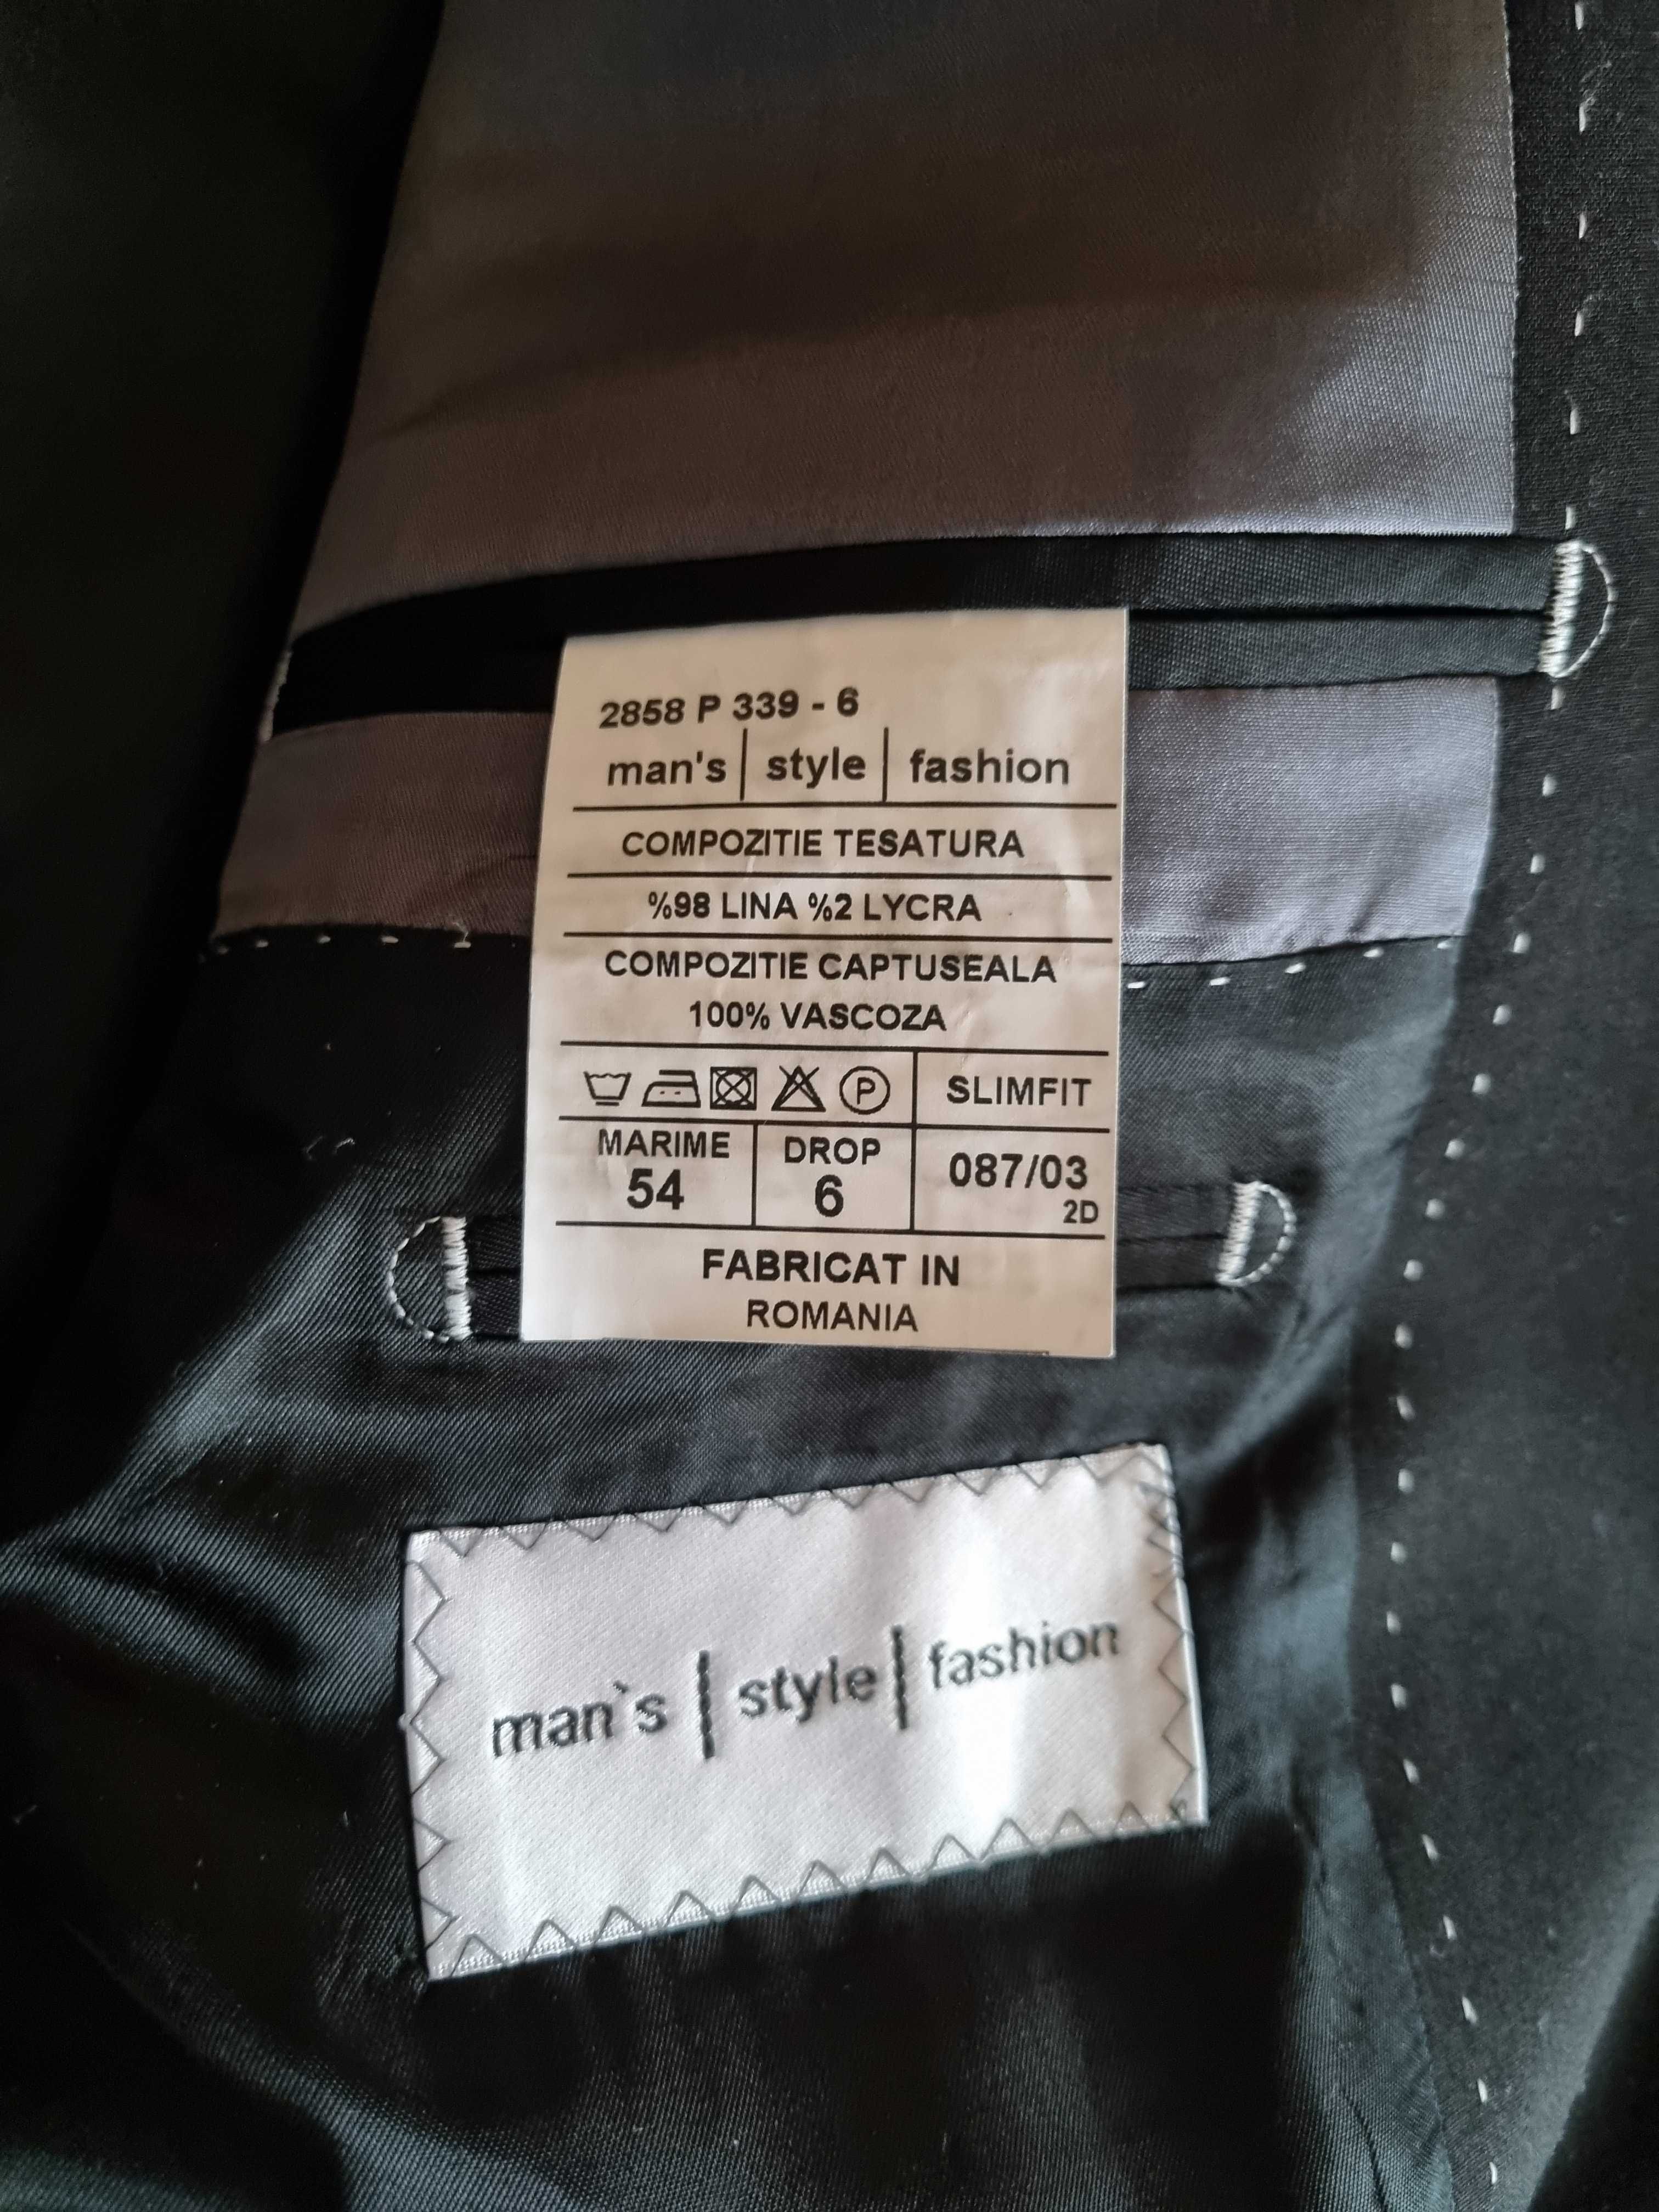 2858 P 339 - 6
man's | style | fashion
COMPOZITIE TESATURA
%98 LINA %2 LYCRA
COMPOZITIE CAPTUSEALA
100% VASCOZA
P SLIMFIT
MARIME DROP 087/03
54 6 2D
FABRICAT IN
ROMANIA
man`s | style | fashion